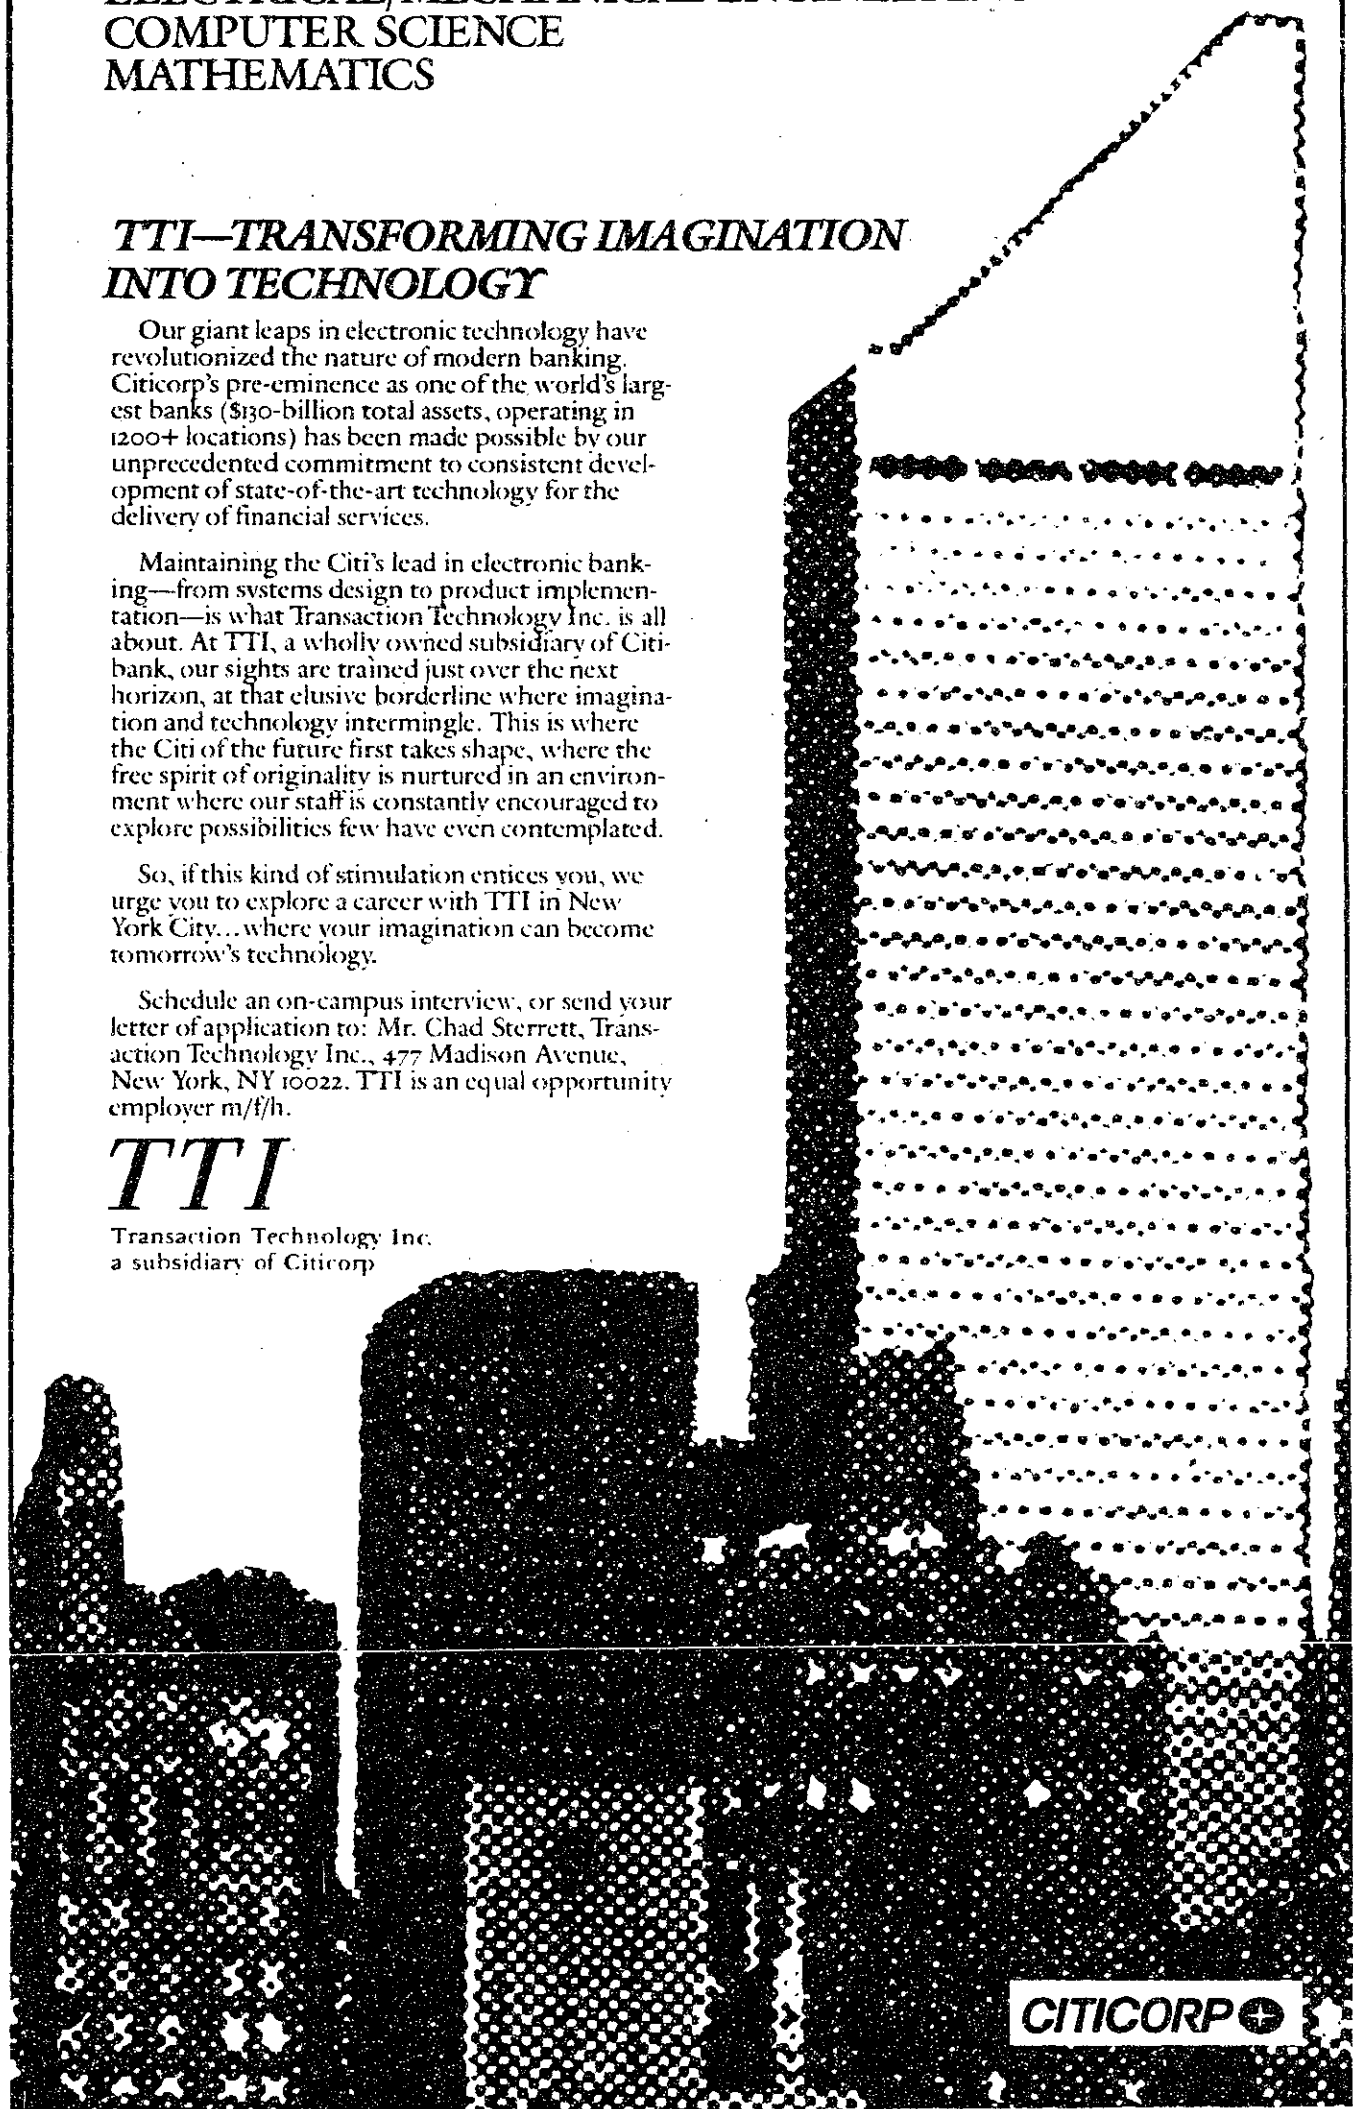 ELECTRICAL/MECHANICAL ENGINEERING
COMPUTER SCIENCE
MATHEMATICS
TTI—TRANSFORMING IMAGINATION
INTO TECHNOLOGY
Our giant leaps in electronic technology have
revolutionized the nature of modern banking.
Citicorp's pre-eminence as one of the world's larg-
est banks ($130-billion total assets, operating in
1200+ locations) has been made possible by our
unprecedented commitment to consistent devel-
opment of state-of-the-art technology for the
delivery of financial services.
Maintaining the Citi's lead in electronic bank-
ing—from systems design to product implemen-
tation—is what Transaction Technology Inc. is all
about. At TTI, a wholly owned subsidiary of Citi-
bank, our sights are trained just over the next
horizon, at that elusive borderline where imagina-
tion and technology intermingle. This is where
the Citi of the future first takes shape, where the
free spirit of originality is nurtured in an environ-
ment where our staff is constantly encouraged to
explore possibilities few have even contemplated.
So, if this kind of stimulation entices you, we
urge you to explore a career with TTI in New
York City...where your imagination can become
tomorrow's technology.
Schedule an on-campus interview, or send your
letter of application to: Mr. Chad Sterrett, Trans-
action Technology Inc., 477 Madison Avenue,
New York, NY 10022. TTI is an equal opportunity
employer m/f/h.
TTI
Transaction Technology Inc.
a subsidiary of Citicorp
CITICORP